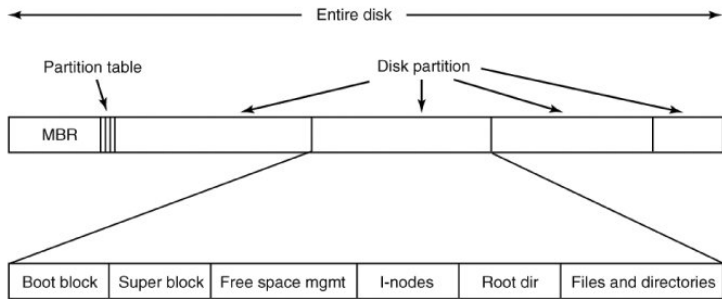 Entire disk
Partition table
Disk partition
MBR
Boot block
Super block
Free space mgmt
I-nodes
Root dir
Files and directories